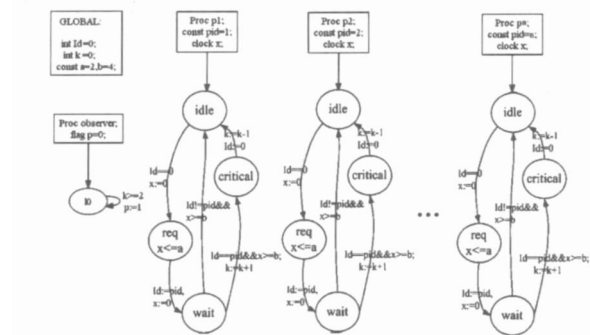 GLOBAL:
int Id=0;
int k=0;
const a=2,b=4;
Proc observer;
flag p=0;
l0
k>=2
p:=1
Proc p1;
const pid=1;
clock x;
idle
k:=k-1
Id:=0
Id==0
x:=0
critical
Id!=pid&&
x>=b
req
x<=a
Id==pid&&x>=b;
k:=k+1
Id:=pid,
x:=0
wait
Proc p2;
const pid=2;
clock x;
idle
k:=k-1
Id:=0
Id==0
x:=0
critical
Id!=pid&&
x>=b
req
x<=a
Id==pid&&x>=b;
k:=k+1
Id:=pid,
x:=0
wait
...
Proc pn;
const pid=n;
clock x;
idle
k:=k-1
Id:=0
Id==0
x:=0
critical
Id!=pid&&
x>=b
req
x<=a
Id==pid&&x>=b;
k:=k+1
Id:=pid,
x:=0
wait